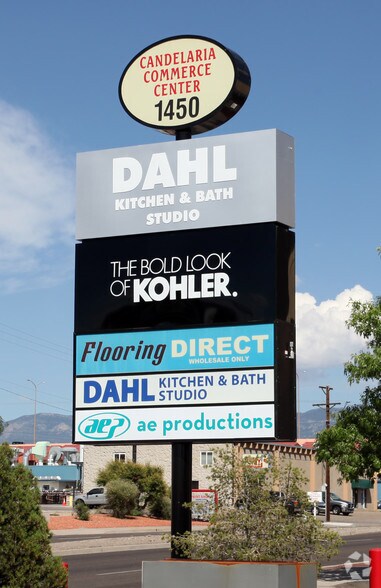 CANDELARIA
COMMERCE
CENTER
1450
DAHL
KITCHEN & BATH
STUDIO
THE BOLD LOOK
OF KOHLER.
Flooring DIRECT
WHOLESALE ONLY
DAHL KITCHEN & BATH
STUDIO
aep ae productions